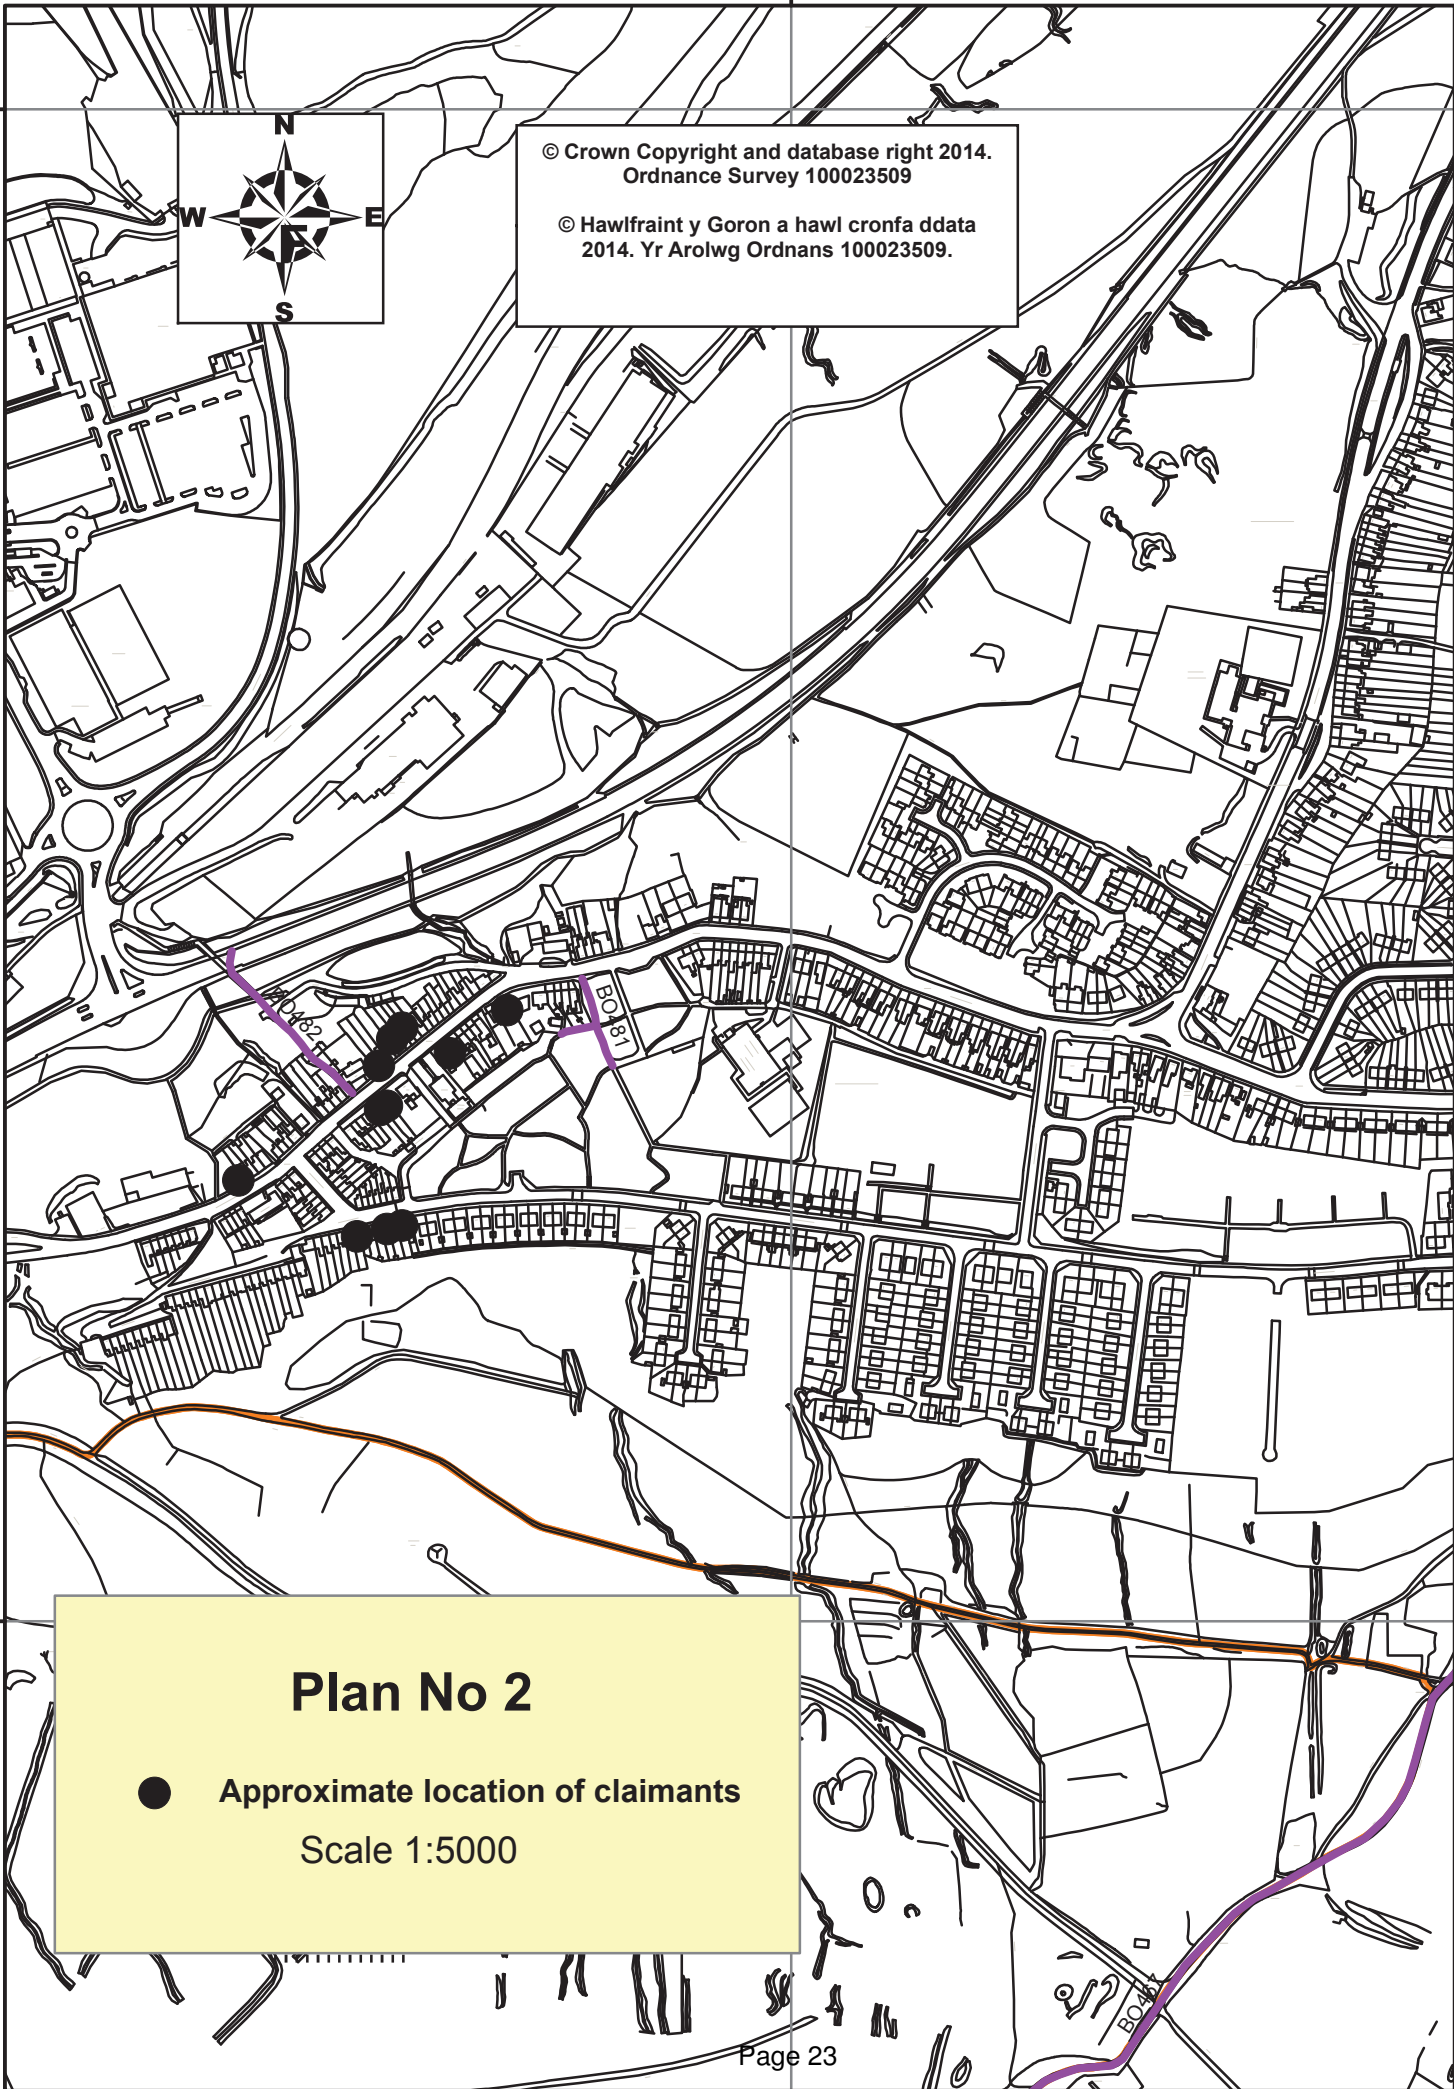 N
W
E
S
© Crown Copyright and database right 2014.
Ordnance Survey 100023509
© Hawlfraint y Goron a hawl cronfa ddata
2014. Yr Arolwg Ordnans 100023509.
BO482
BO481
Plan No 2
Approximate location of claimants
Scale 1:5000
BO467
Page 23